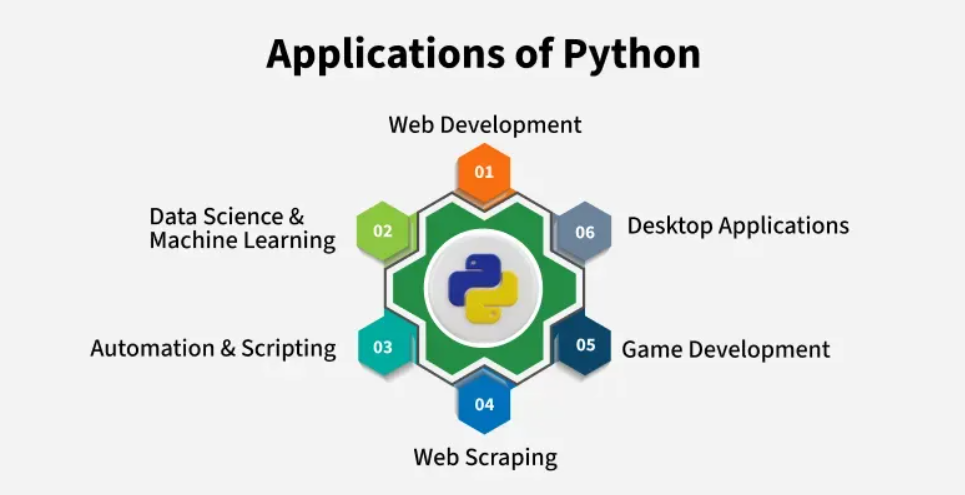 Applications of Python
Web Development
01
Data Science &
Machine Learning
02
Automation & Scripting
03
04
Web Scraping
05
Game Development
06
Desktop Applications